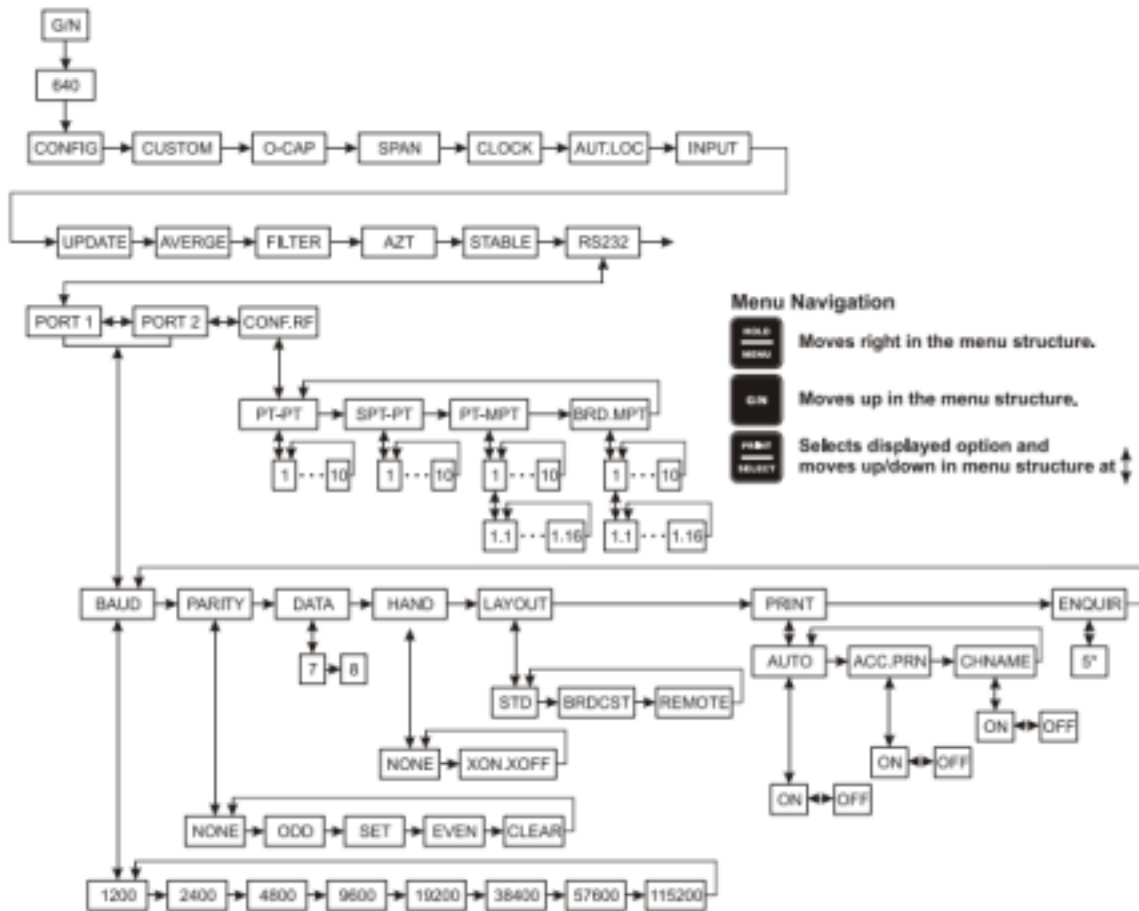 G/N
640
CONFIG CUSTOM O-CAP SPAN CLOCK AUT.LOC INPUT
UPDATE AVERGE FILTER AZT STABLE RS232
PORT 1 PORT 2 CONF.RF
Menu Navigation
HOLD
MENU
Moves right in the menu structure.
G/N
Moves up in the menu structure.
PRINT
SELECT
Selects displayed option and
moves up/down in menu structure at
PT-PT SPT-PT PT-MPT BRD.MPT
1 10 1 10 1 10 1 10
1.1 1.16 1.1 1.16
BAUD PARITY DATA HAND LAYOUT PRINT ENQUIR
7 8
AUTO ACC.PRN CHNAME
5*
STD BRDCST REMOTE
ON OFF
NONE XON.XOFF
ON OFF
ON OFF
NONE ODD SET EVEN CLEAR
1200 2400 4800 9600 19200 38400 57600 115200